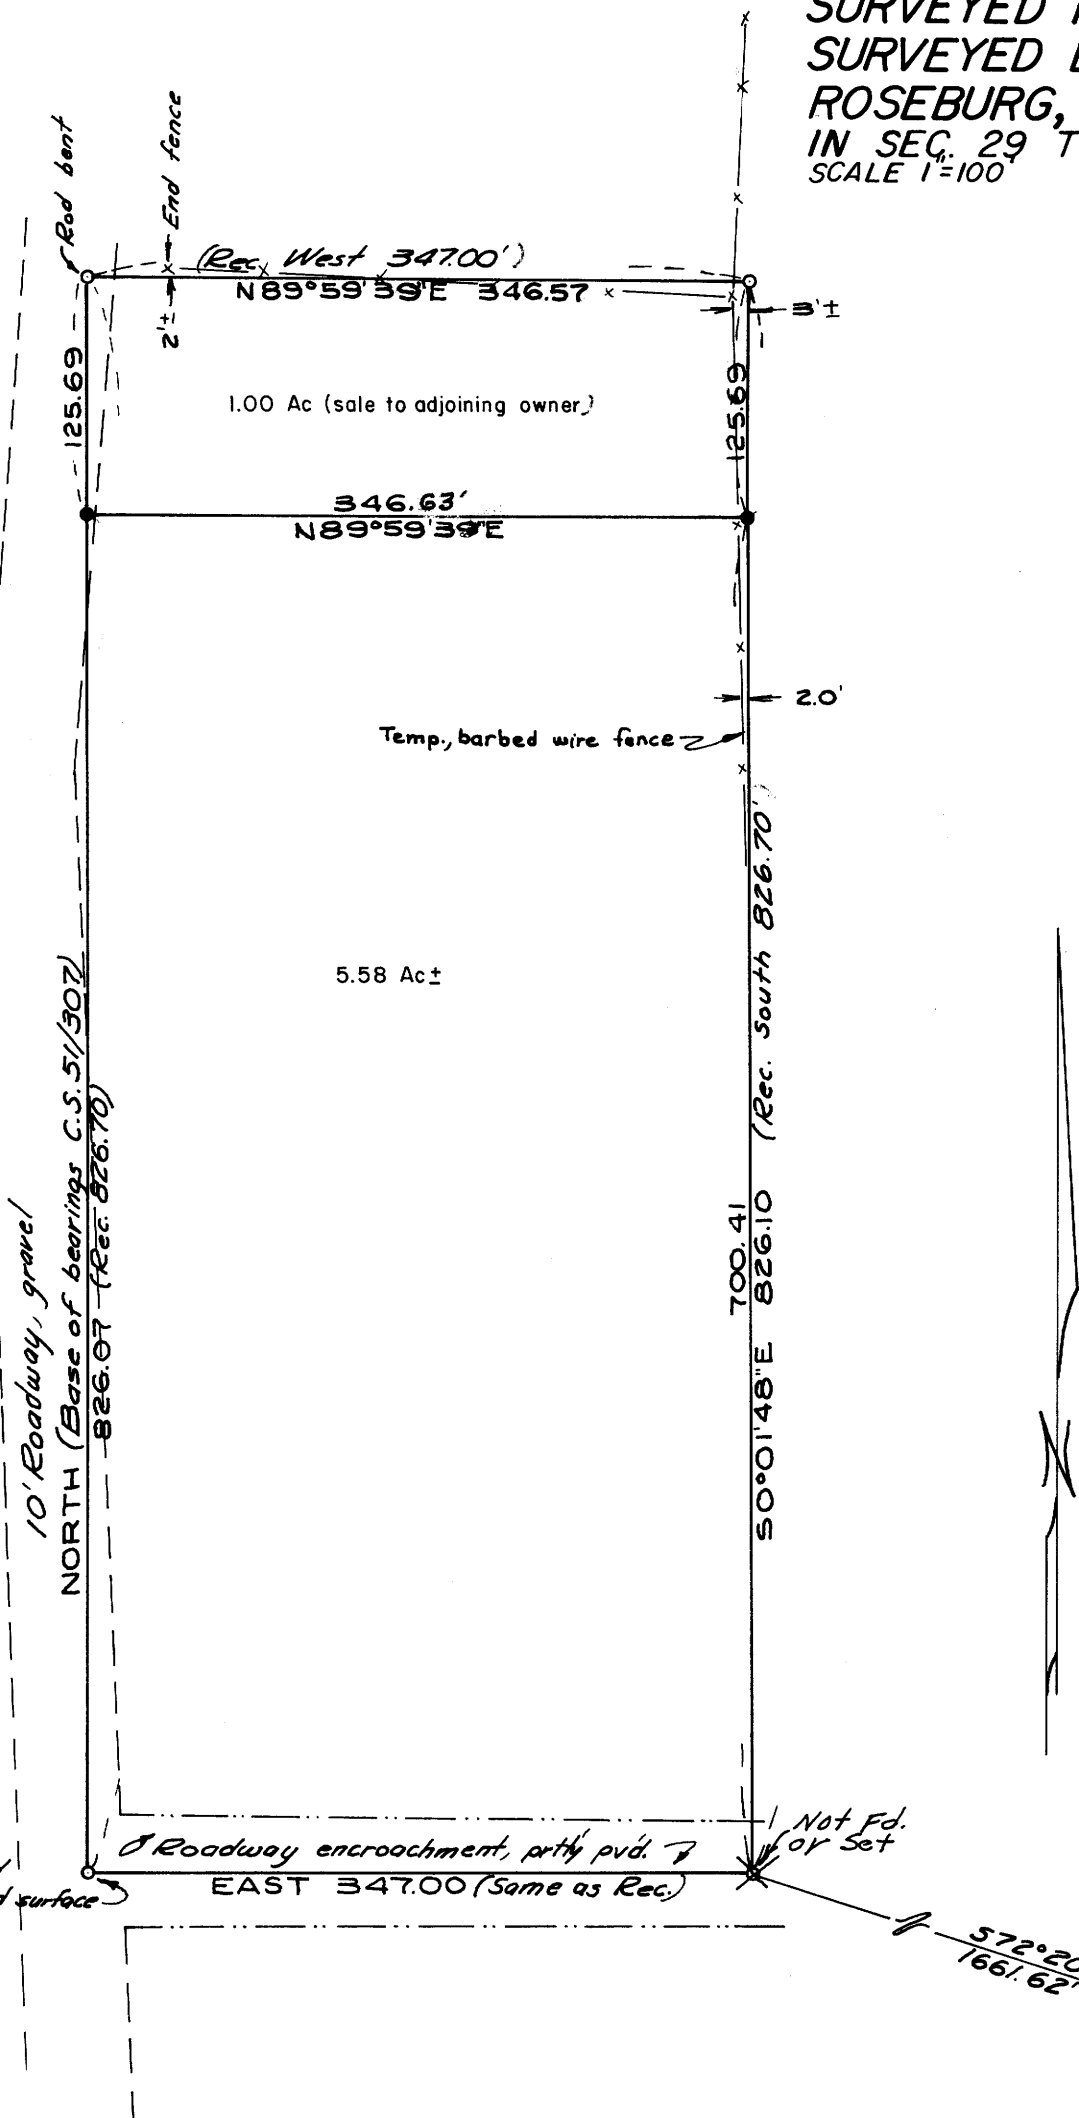 SURVEYED
SURVEYED
ROSEBURG,
IN SEC. 29 T
SCALE 1"=100'
Rod bent
End fence
(Rec. West 347.00')
N89°59'39"E 346.57
2'±
3'±
125.69
125.69
1.00 Ac (sale to adjoining owner)
346.63'
N89°59'39"E
2.0'
Temp., barbed wire fence
5.58 Ac±
(Rec. South 826.70')
700.41
S0°01'48"E 826.10
10' Roadway, gravel
NORTH (Base of bearings C.S. 51/307)
826.07 (Rec. 826.70)
N
Not Fd.
or Set
Roadway encroachment, prtly pvd.
EAST 347.00 (Same as Rec.)
surface
S72°20
1661.62'